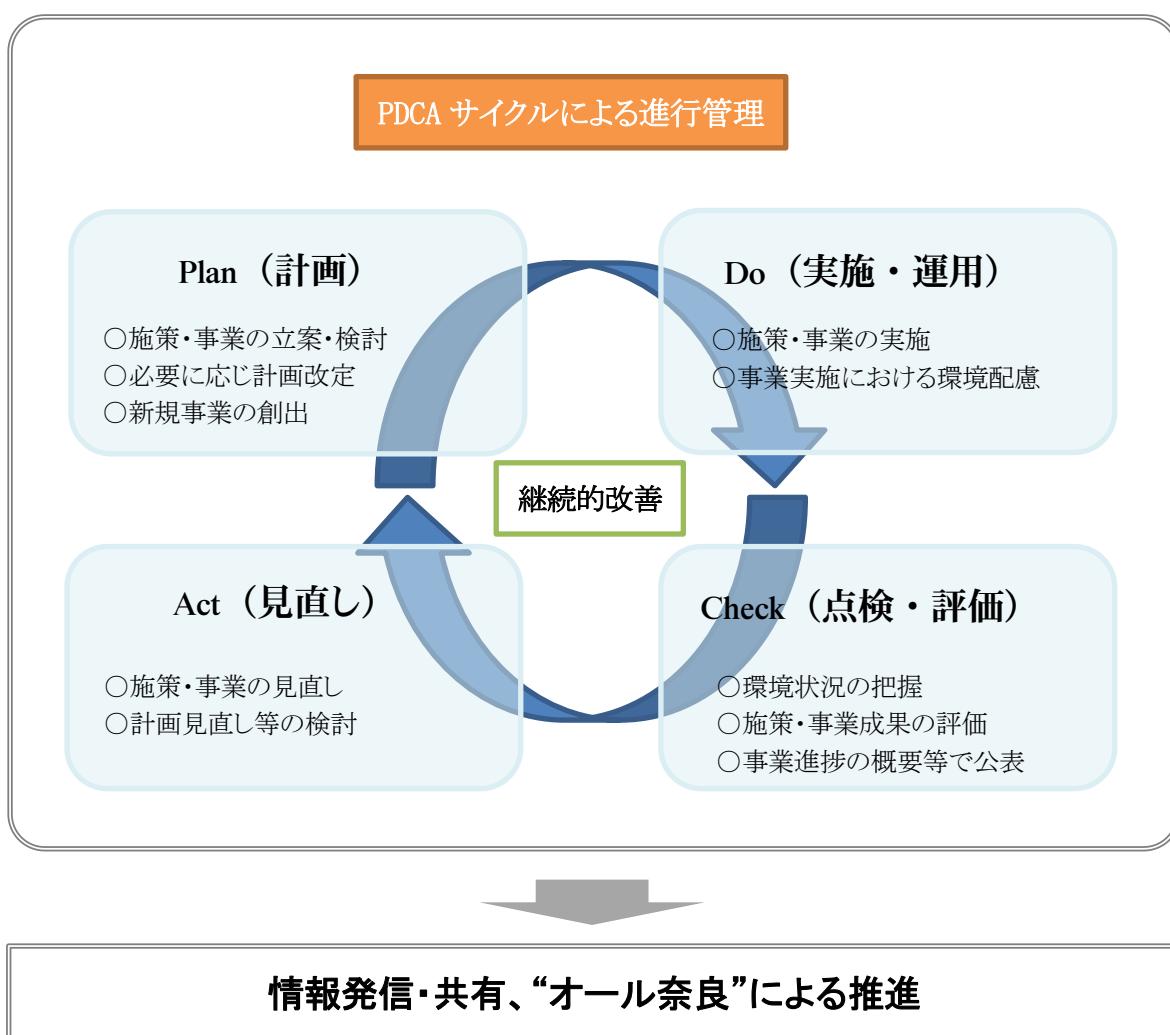 PDCA サイクルによる進行管理
Plan（計画）
○施策・事業の立案・検討
○必要に応じ計画改定
○新規事業の創出
Do（実施・運用）
○施策・事業の実施
○事業実施における環境配慮
継続的改善
Act（見直し）
○施策・事業の見直し
○計画見直し等の検討
Check（点検・評価）
○環境状況の把握
○施策・事業成果の評価
○事業進捗の概要等で公表
情報発信・共有、“オール奈良”による推進